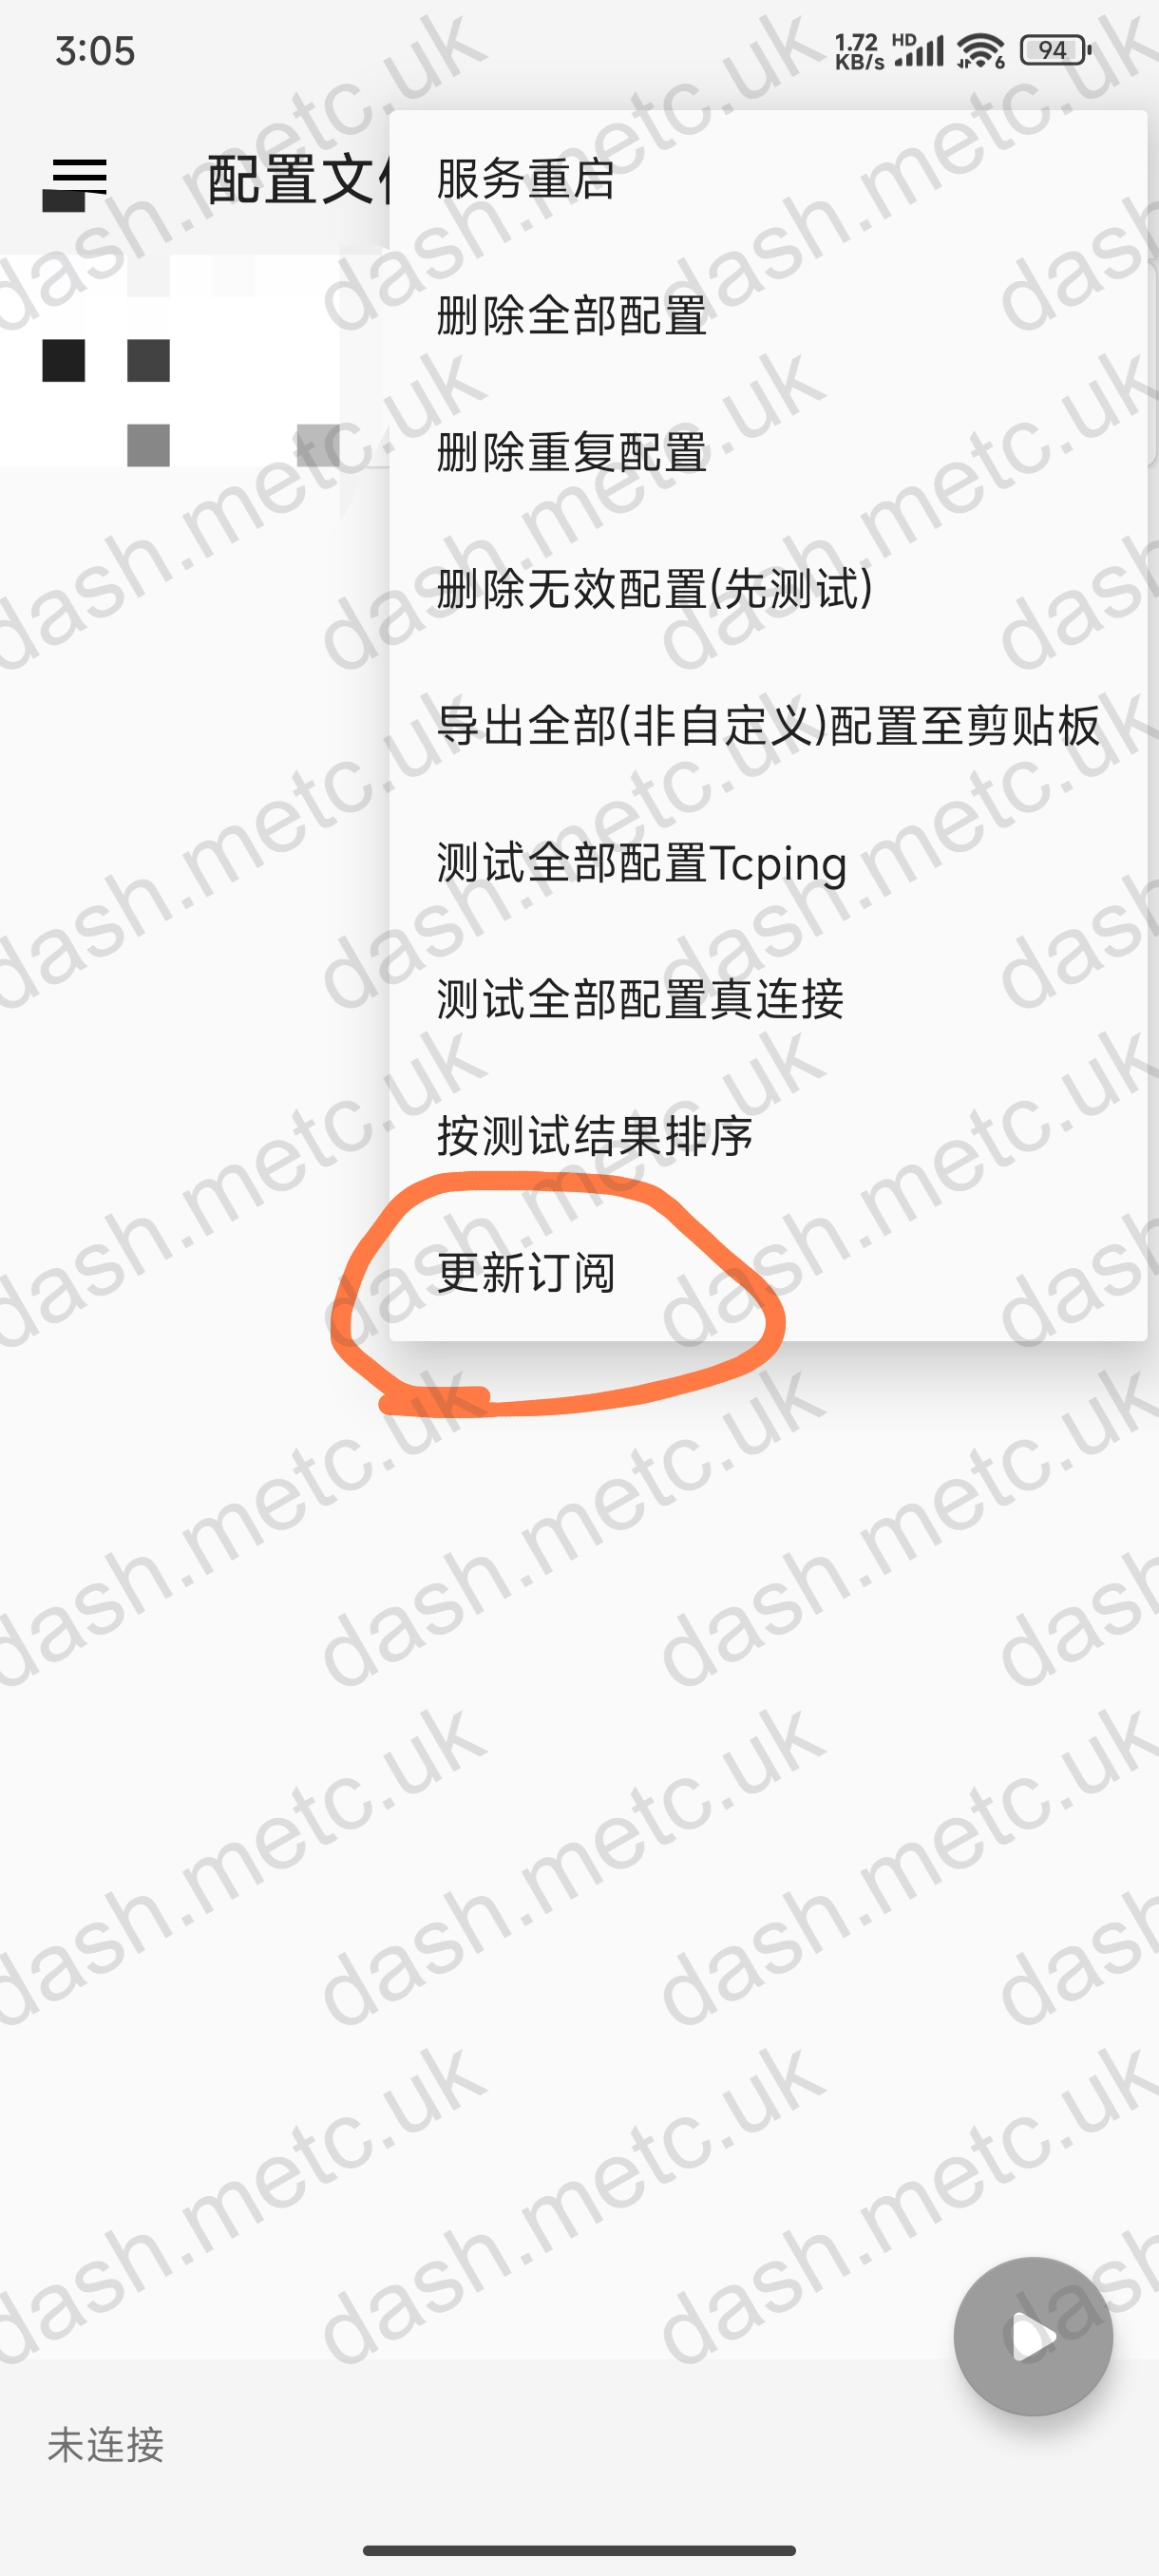 3:05
1.72 KB/s HD 6 94
配置文
服务重启
删除全部配置
删除重复配置
删除无效配置(先测试)
导出全部(非自定义)配置至剪贴板
测试全部配置Tcping
测试全部配置真连接
按测试结果排序
更新订阅
未连接
dash.metc.uk